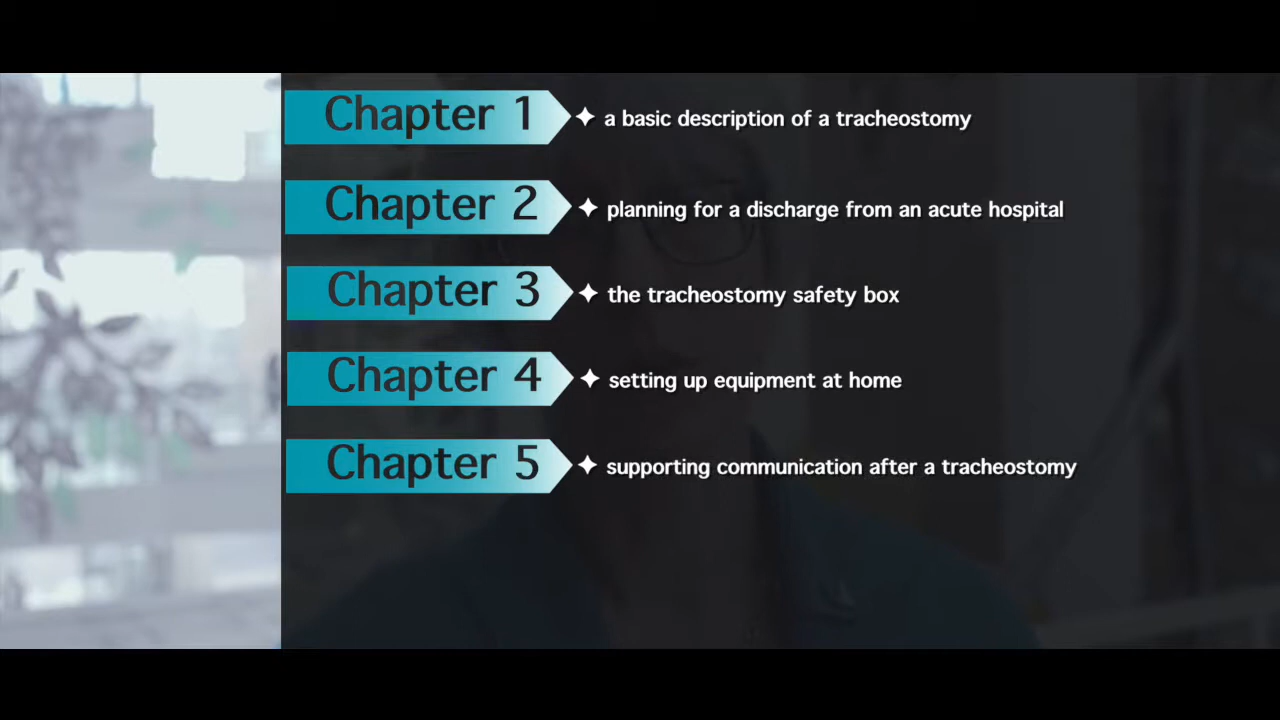 Chapter 1 ✦ a basic description of a tracheostomy
Chapter 2 ✦ planning for a discharge from an acute hospital
Chapter 3 ✦ the tracheostomy safety box
Chapter 4 ✦ setting up equipment at home
Chapter 5 ✦ supporting communication after a tracheostomy